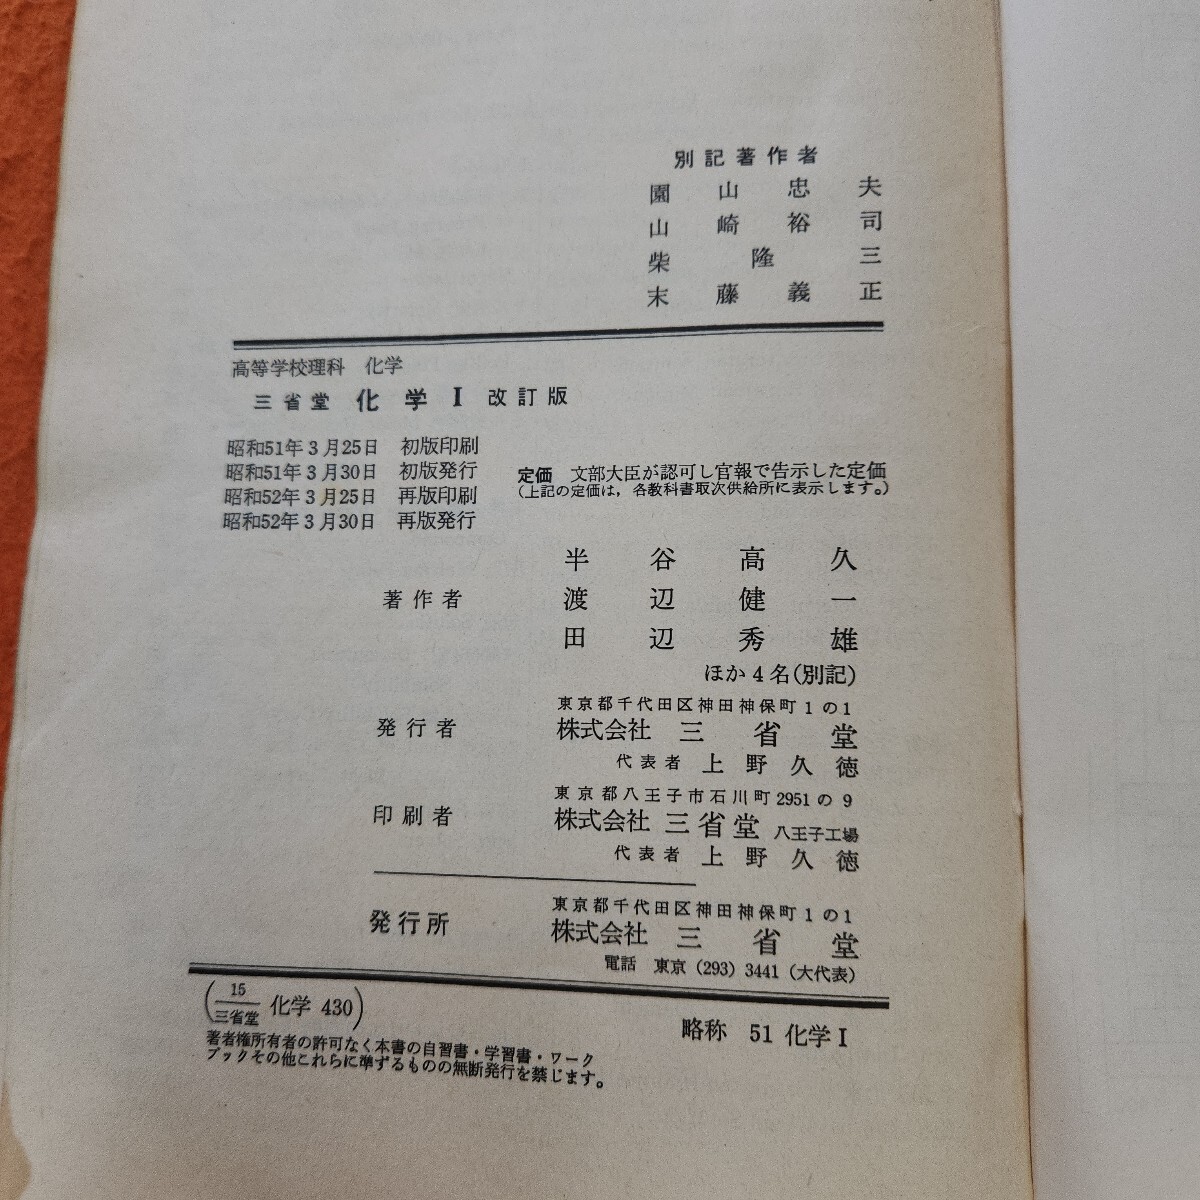 別記著作者
園山忠夫
山崎裕司
柴隆三
末藤義正
高等学校理科 化学
三省堂 化学Ⅰ 改訂版
昭和51年3月25日 初版印刷
昭和51年3月30日 初版発行
昭和52年3月25日 再版印刷
昭和52年3月30日 再版発行
定価 文部大臣が認可し官報で告示した定価
(上記の定価は,各教科書取次供給所に表示します。)
著作者
半谷高久
渡辺健一
田辺秀雄
ほか4名(別記)
発行者
東京都千代田区神田神保町1の1
株式会社 三省堂
代表者 上野久徳
印刷者
東京都八王子市石川町2951の9
株式会社 三省堂 八王子工場
代表者 上野久徳
発行所
東京都千代田区神田神保町1の1
株式会社 三省堂
電話 東京 (293) 3441 (大代表)
(15/三省堂 化学 430)
略称 51 化学Ⅰ
著者権所有者の許可なく本書の自習書・学習書・ワーク
ブックその他これらに準ずるものの無断発行を禁じます。